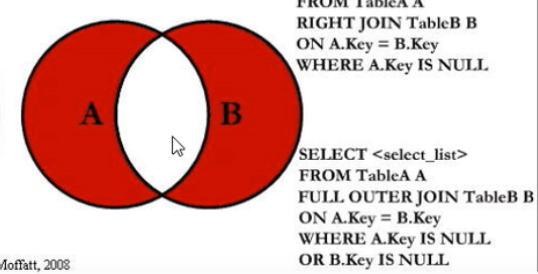 FROM TableA A
RIGHT JOIN TableB B
ON A.Key = B.Key
WHERE A.Key IS NULL
A
B
SELECT <select_list>
FROM TableA A
FULL OUTER JOIN TableB B
ON A.Key = B.Key
WHERE A.Key IS NULL
OR B.Key IS NULL
Moffatt, 2008